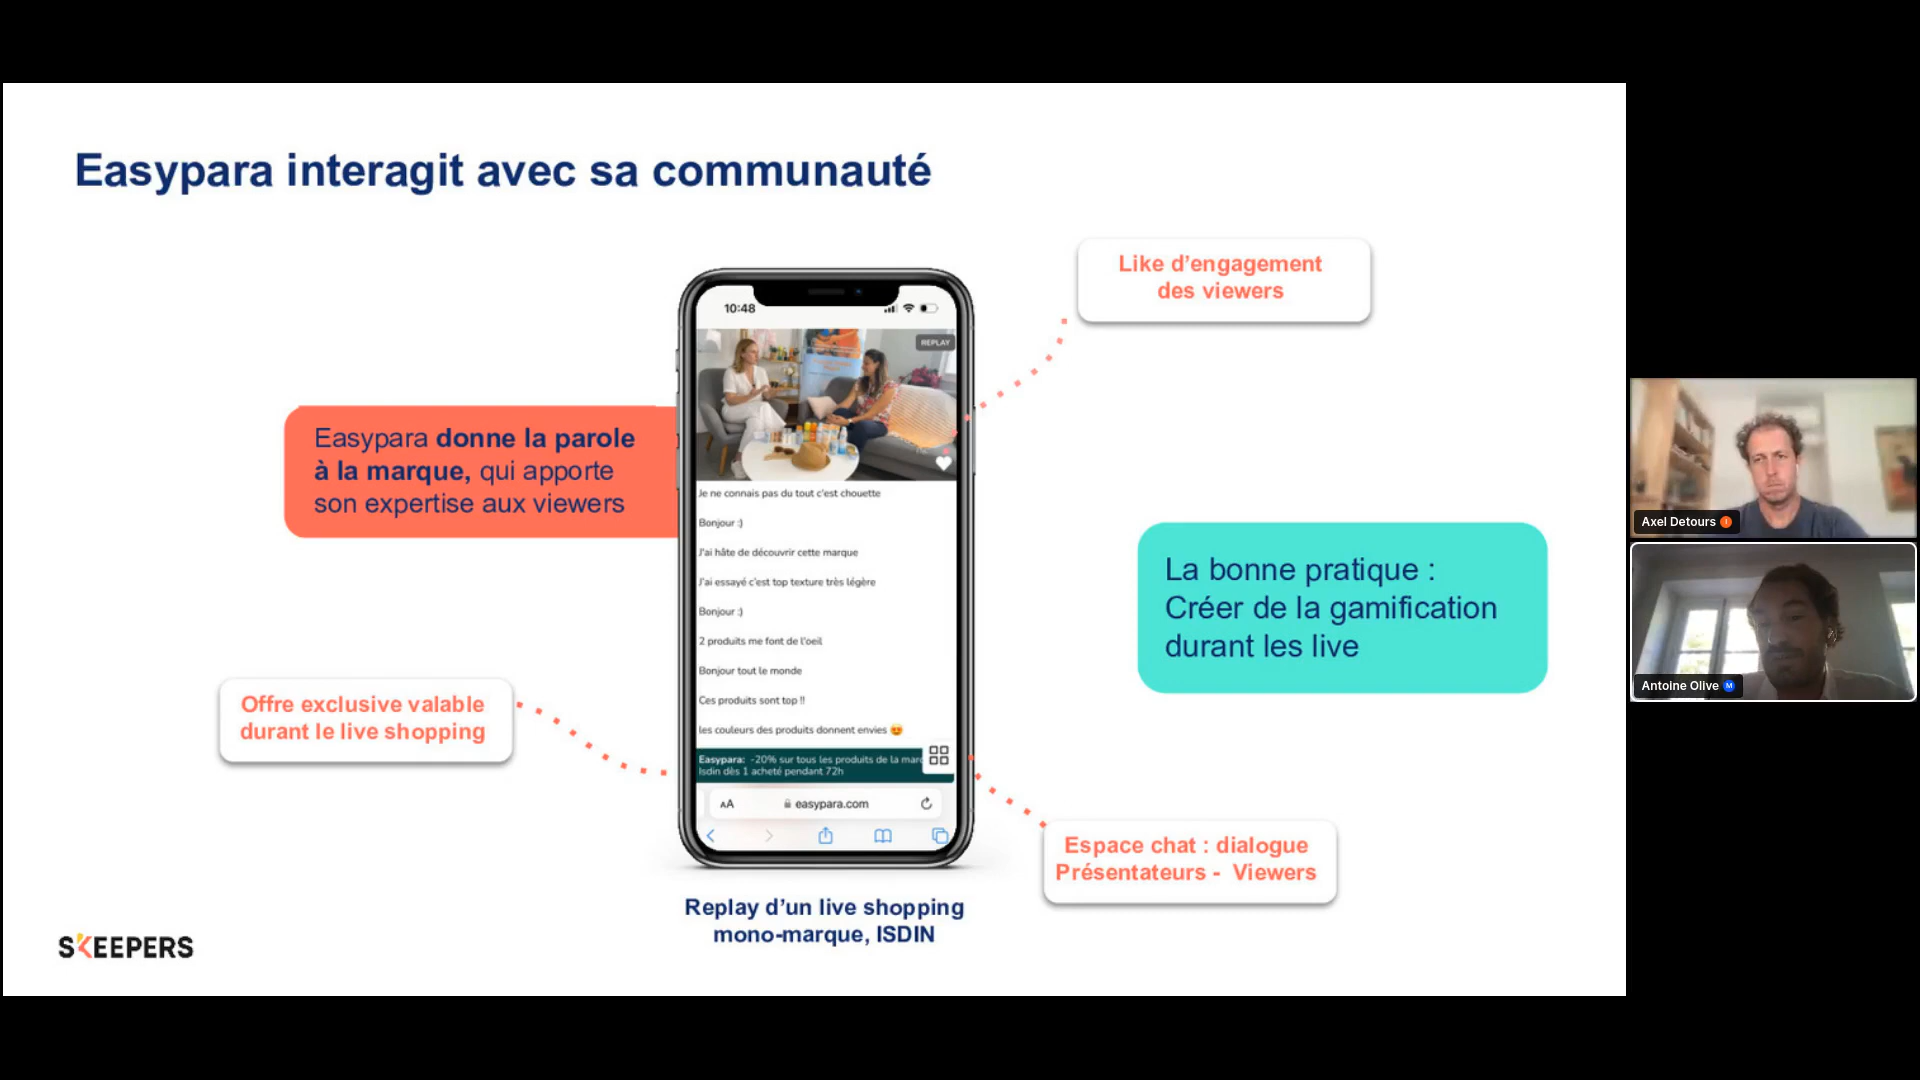 Easypara interagit avec sa communauté
Like d’engagement
des viewers
10:48
REPLAY
Easypara donne la parole
à la marque, qui apporte
son expertise aux viewers
Je ne connais pas du tout c'est chouette
Bonjour :)
J'ai hâte de découvrir cette marque
J'ai essayé c'est top texture très légère
Bonjour :)
2 produits me font de l'oeil
Bonjour tout le monde
Ces produits sont top !!
les couleurs des produits donnent envies 😍
Easypara: -20% sur tous les produits de la marq
Isdin dès 1 acheté pendant 72h
AA
easypara.com
La bonne pratique :
Créer de la gamification
durant les live
Offre exclusive valable
durant le live shopping
Espace chat : dialogue
Présentateurs - Viewers
Replay d’un live shopping
mono-marque, ISDIN
SKEEPERS
Axel Detours
I
Antoine Olive
M